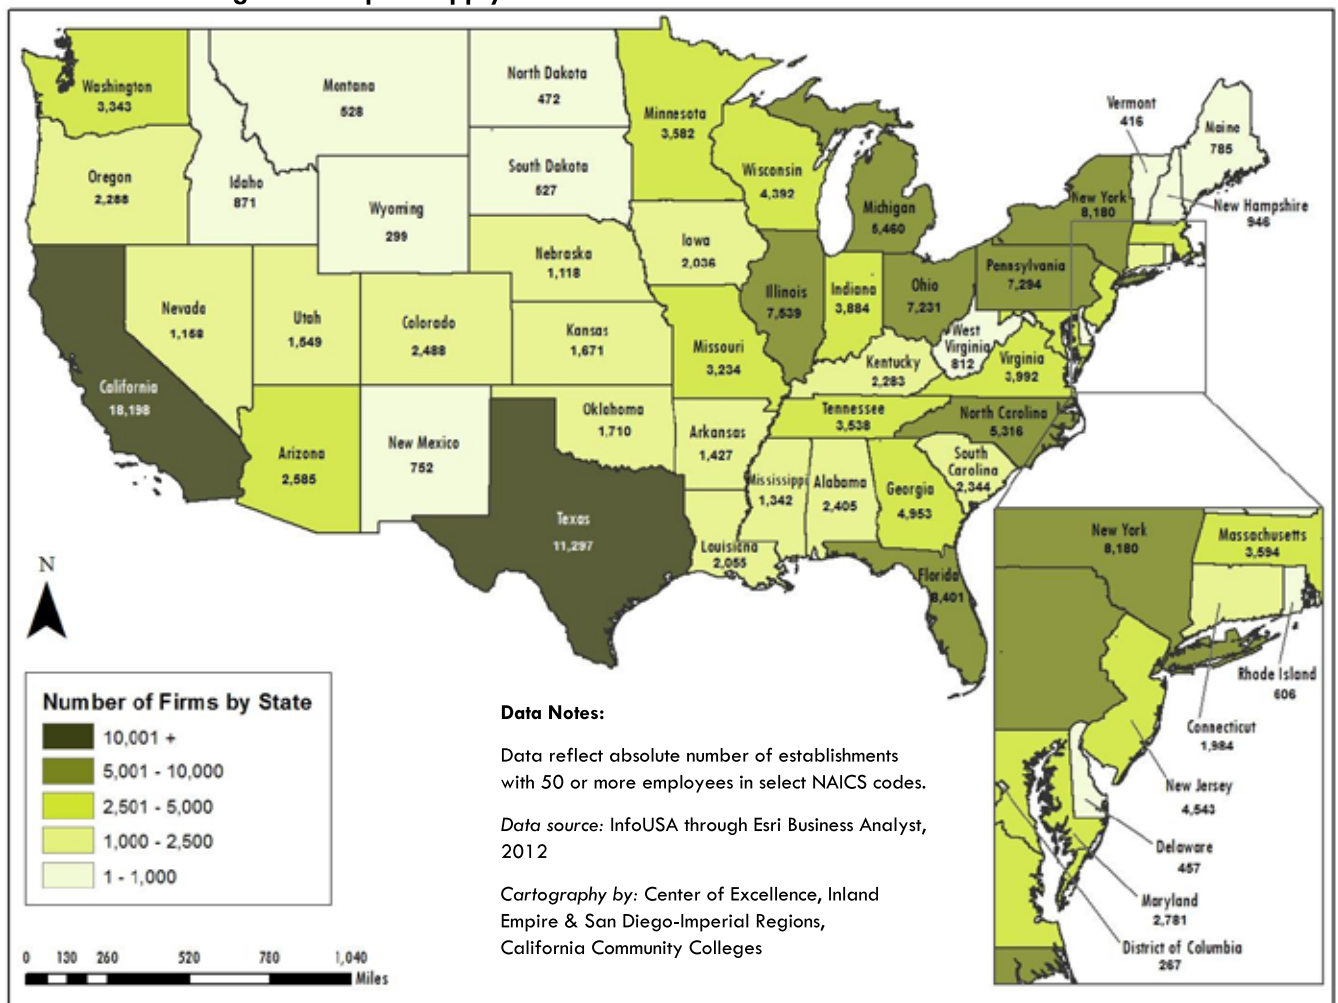 Washington
3,343
Oregon
2,288
California
18,198
Nevada
1,158
Idaho
871
Montana
528
Wyoming
299
Utah
1,549
Arizona
2,585
Colorado
2,488
New Mexico
752
North Dakota
472
South Dakota
527
Nebraska
1,118
Kansas
1,671
Oklahoma
1,710
Texas
11,297
Minnesota
3,582
Iowa
2,036
Missouri
3,234
Arkansas
1,427
Louisiana
2,055
Wisconsin
4,392
Illinois
7,539
Michigan
5,460
Indiana
3,884
Ohio
7,231
Kentucky
2,283
Tennessee
3,538
Mississippi
1,342
Alabama
2,405
Georgia
4,953
Florida
8,401
South
Carolina
2,344
North Carolina
5,316
Virginia
3,992
West
Virginia
812
Pennsylvania
7,294
New York
8,180
Vermont
416
Maine
785
New Hampshire
946
New York
8,180
Massachusetts
3,594
Rhode Island
606
Connecticut
1,984
New Jersey
4,543
Delaware
457
Maryland
2,781
District of Columbia
267
N
Number of Firms by State
10,001 +
5,001 - 10,000
2,501 - 5,000
1,000 - 2,500
1 - 1,000
0 130 260 520 780 1,040
Miles
Data Notes:
Data reflect absolute number of establishments
with 50 or more employees in select NAICS codes.
Data source: InfoUSA through Esri Business Analyst,
2012
Cartography by: Center of Excellence, Inland
Empire & San Diego-Imperial Regions,
California Community Colleges